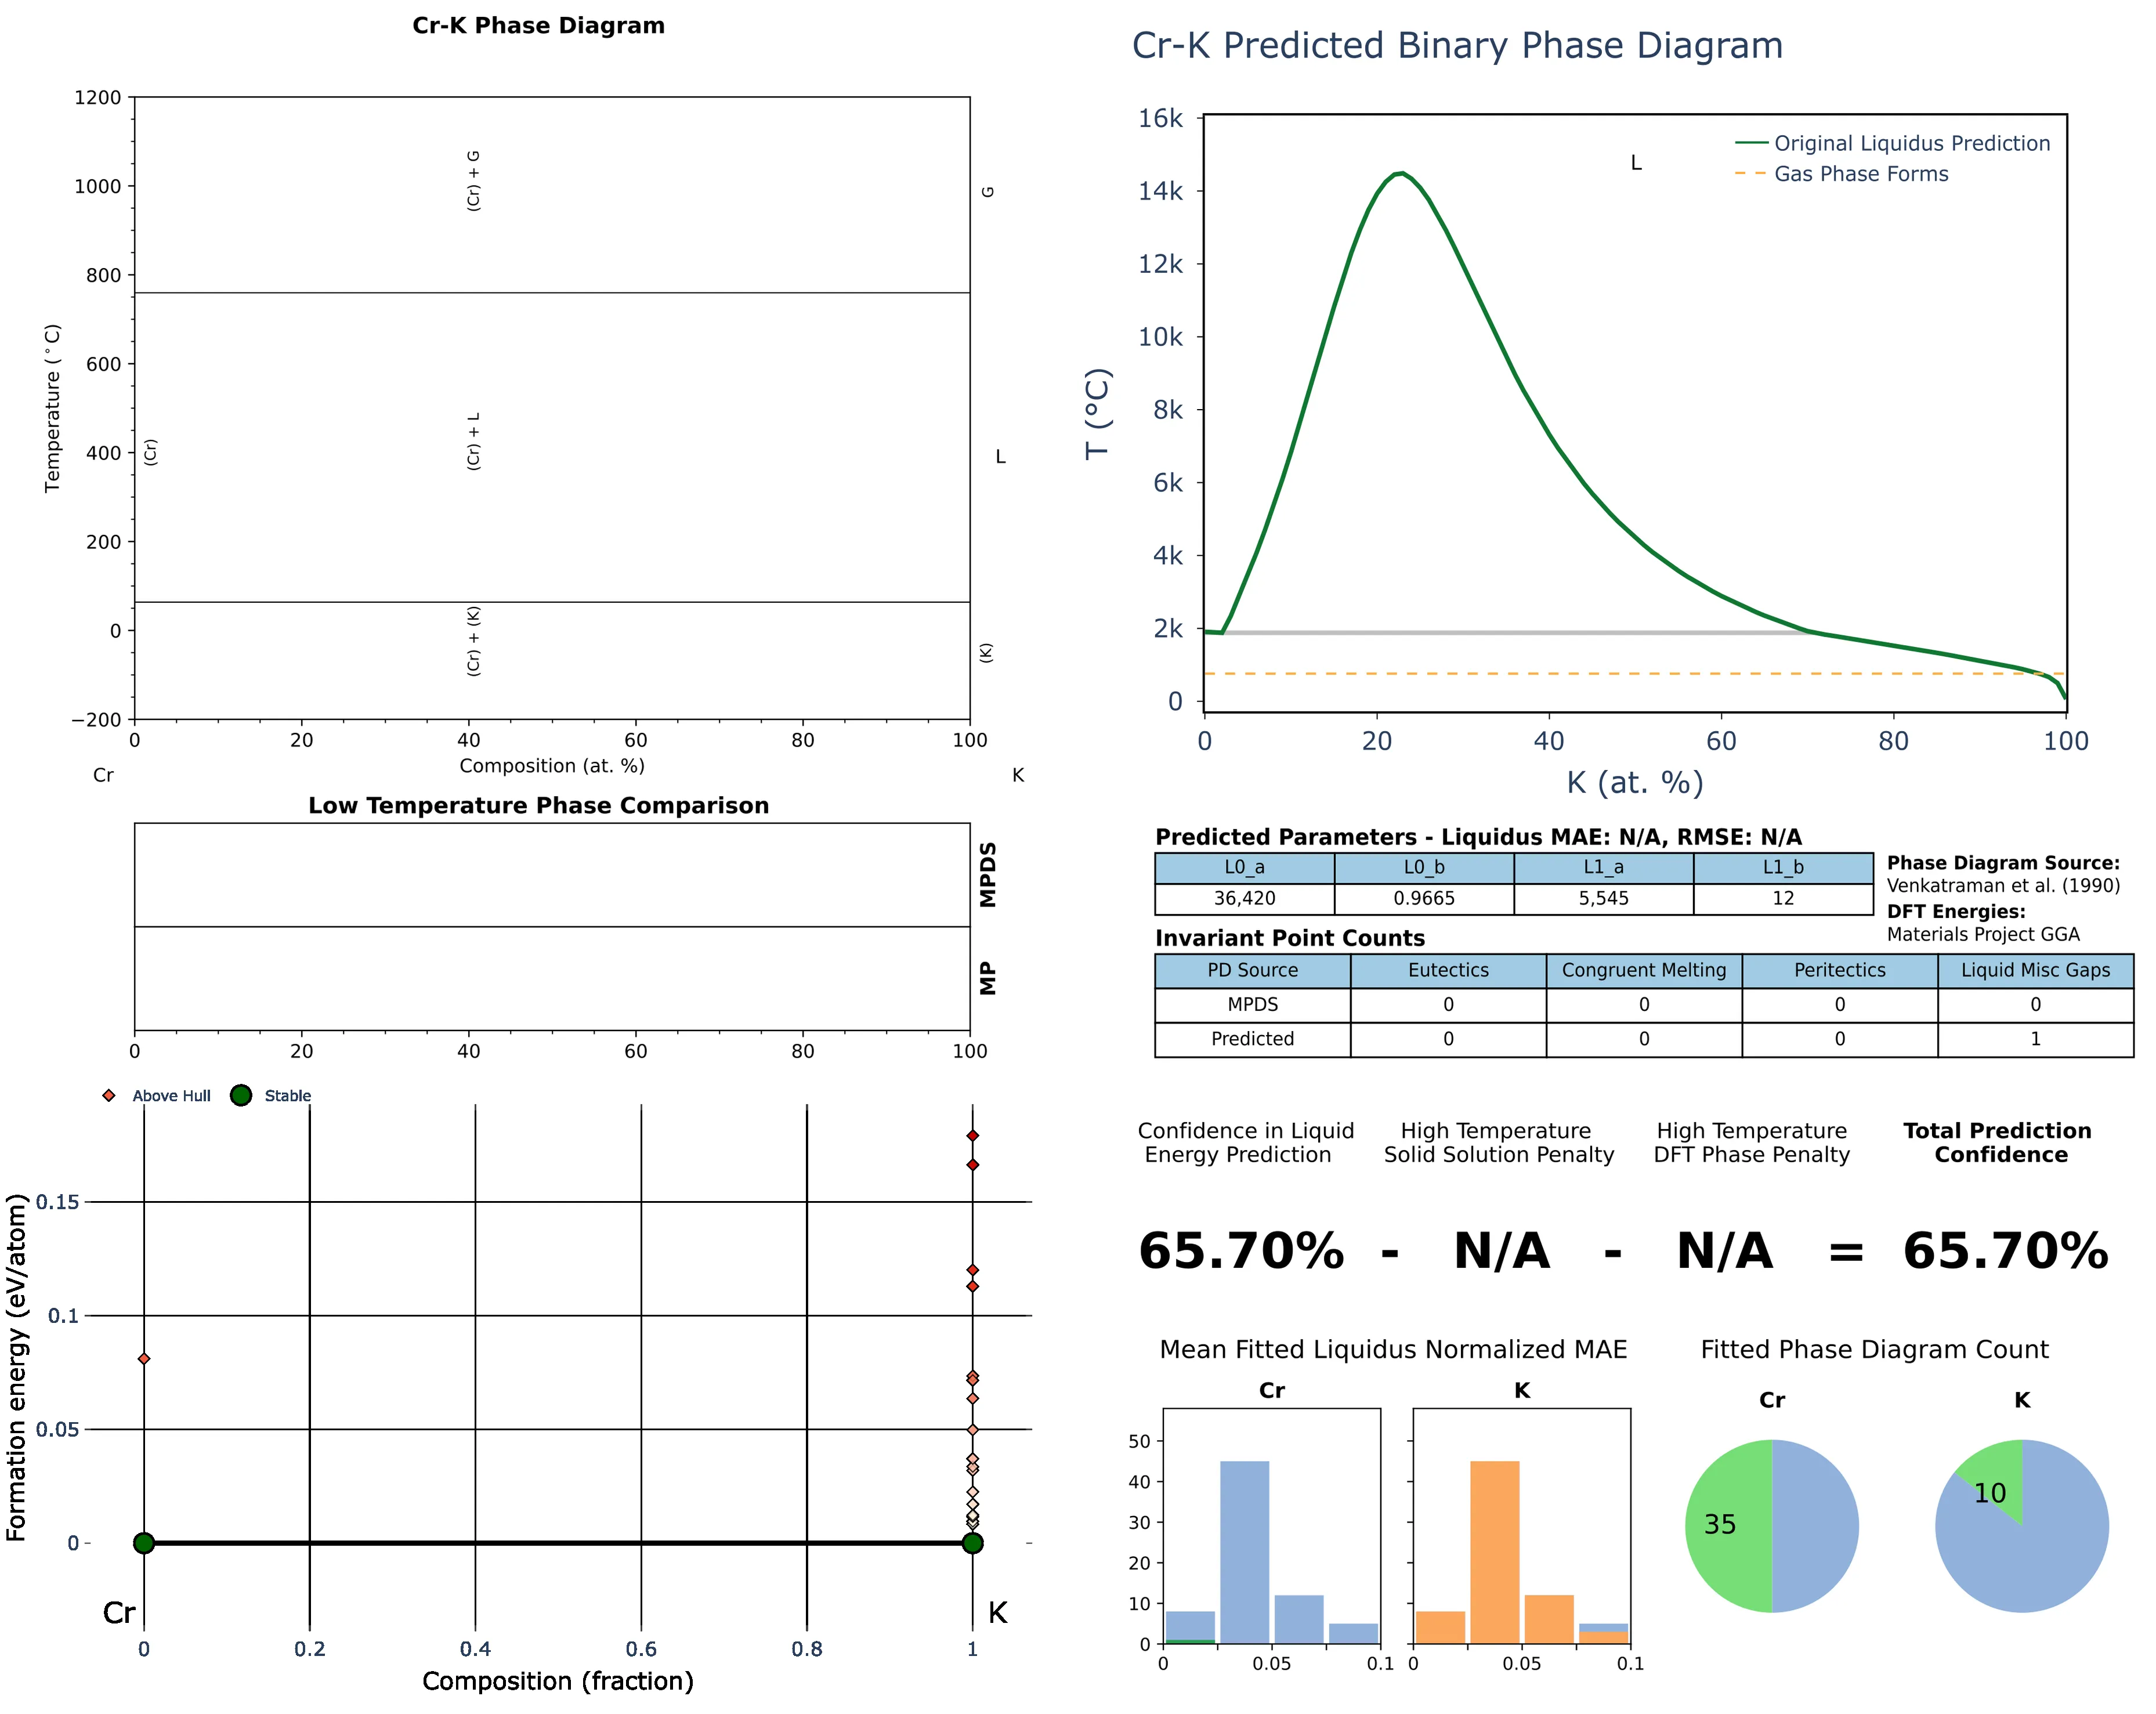 Cr-K Phase Diagram
1200
1000
800
600
400
200
0
−200
Temperature (°C)
(Cr) + G
G
(Cr)
(Cr) + L
L
(Cr) + (K)
(K)
0 20 40 60 80 100
Composition (at. %)
Cr K
Low Temperature Phase Comparison
MPDS
MP
0 20 40 60 80 100
Above Hull Stable
Formation energy (eV/atom)
0.15
0.1
0.05
0
Cr K
0 0.2 0.4 0.6 0.8 1
Composition (fraction)
Cr-K Predicted Binary Phase Diagram
16k
14k
12k
10k
8k
6k
4k
2k
0
T (°C)
L
Original Liquidus Prediction
Gas Phase Forms
0 20 40 60 80 100
K (at. %)
Predicted Parameters - Liquidus MAE: N/A, RMSE: N/A
L0_a L0_b L1_a L1_b
36,420 0.9665 5,545 12
Phase Diagram Source:
Venkatraman et al. (1990)
DFT Energies:
Materials Project GGA
Invariant Point Counts
PD Source Eutectics Congruent Melting Peritectics Liquid Misc Gaps
MPDS 0 0 0 0
Predicted 0 0 0 1
Confidence in Liquid
Energy Prediction
High Temperature
Solid Solution Penalty
High Temperature
DFT Phase Penalty
Total Prediction
Confidence
65.70% - N/A - N/A = 65.70%
Mean Fitted Liquidus Normalized MAE
Cr K
50
40
30
20
10
0
0 0.05 0.1 0 0.05 0.1
Fitted Phase Diagram Count
Cr K
35
10